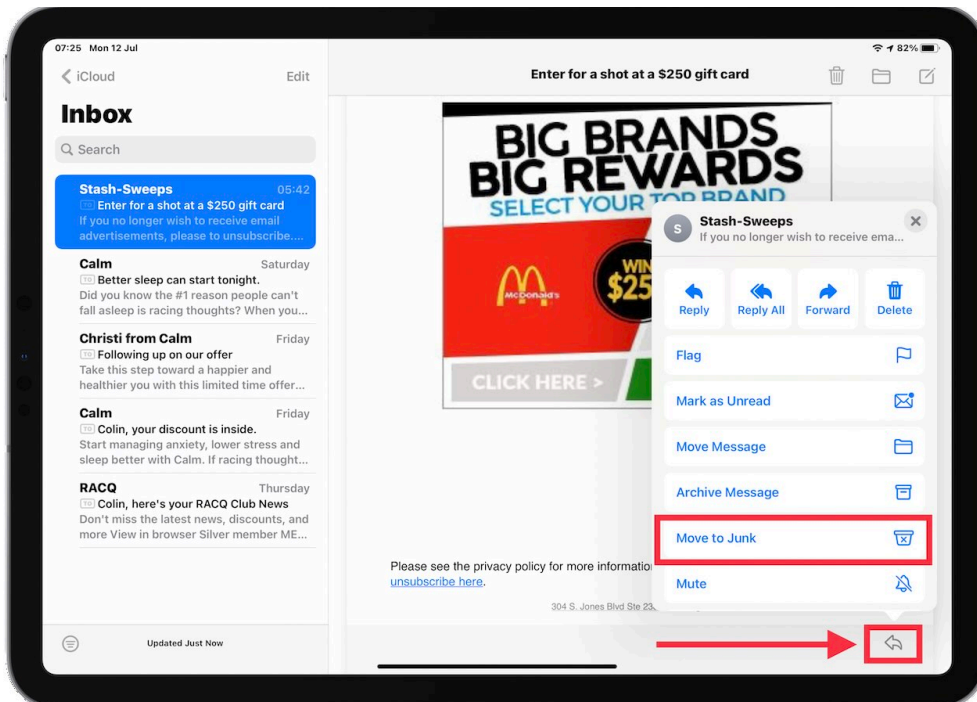 07:25 Mon 12 Jul
82%
iCloud
Edit
Inbox
Search
Stash-Sweeps 05:42
TO Enter for a shot at a $250 gift card
If you no longer wish to receive email
advertisements, please to unsubscribe....
Calm Saturday
TO Better sleep can start tonight.
Did you know the #1 reason people can't
fall asleep is racing thoughts? When you...
Christi from Calm Friday
TO Following up on our offer
Take this step toward a happier and
healthier you with this limited time offer...
Calm Friday
TO Colin, your discount is inside.
Start managing anxiety, lower stress and
sleep better with Calm. If racing thought...
RACQ Thursday
TO Colin, here's your RACQ Club News
Don't miss the latest news, discounts, and
more View in browser Silver member ME...
Updated Just Now
Enter for a shot at a $250 gift card
BIG BRANDS
BIG REWARDS
SELECT YOUR TOP BRAND
McDonald's
WIN
$25
CLICK HERE >
Please see the privacy policy for more informatio
unsubscribe here.
304 S. Jones Blvd Ste 23
S
Stash-Sweeps
If you no longer wish to receive ema...
Reply
Reply All
Forward
Delete
Flag
Mark as Unread
Move Message
Archive Message
Move to Junk
Mute